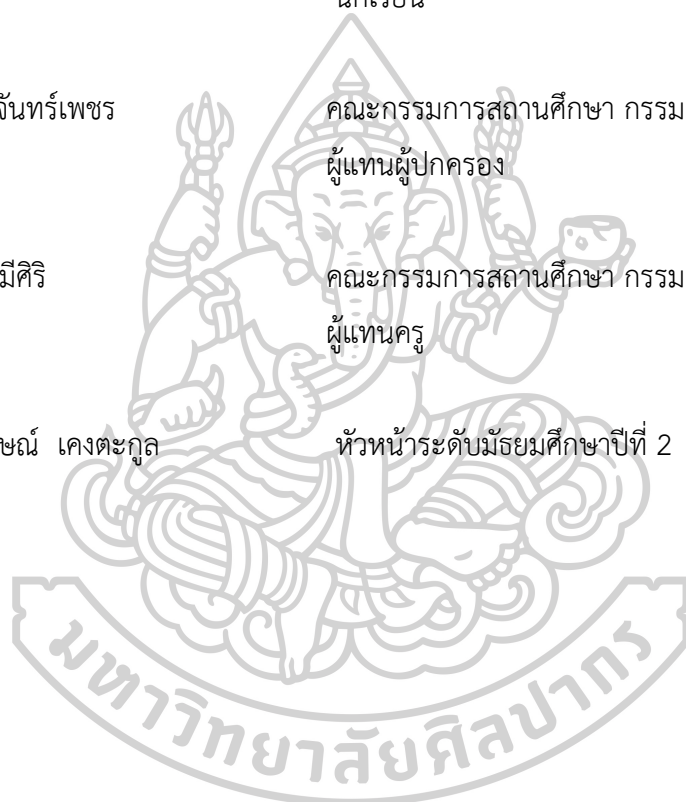 นักเรียน
จันทร์เพชร คณะกรรมการสถานศึกษา กรรม
ผู้แทนผู้ปกครอง
มีศิริ คณะกรรมการสถานศึกษา กรรม
ผู้แทนครู
ษณ์ เคงตะกูล หัวหน้าระดับมัธยมศึกษาปีที่ 2
มหาวิทยาลัยศิลปากร